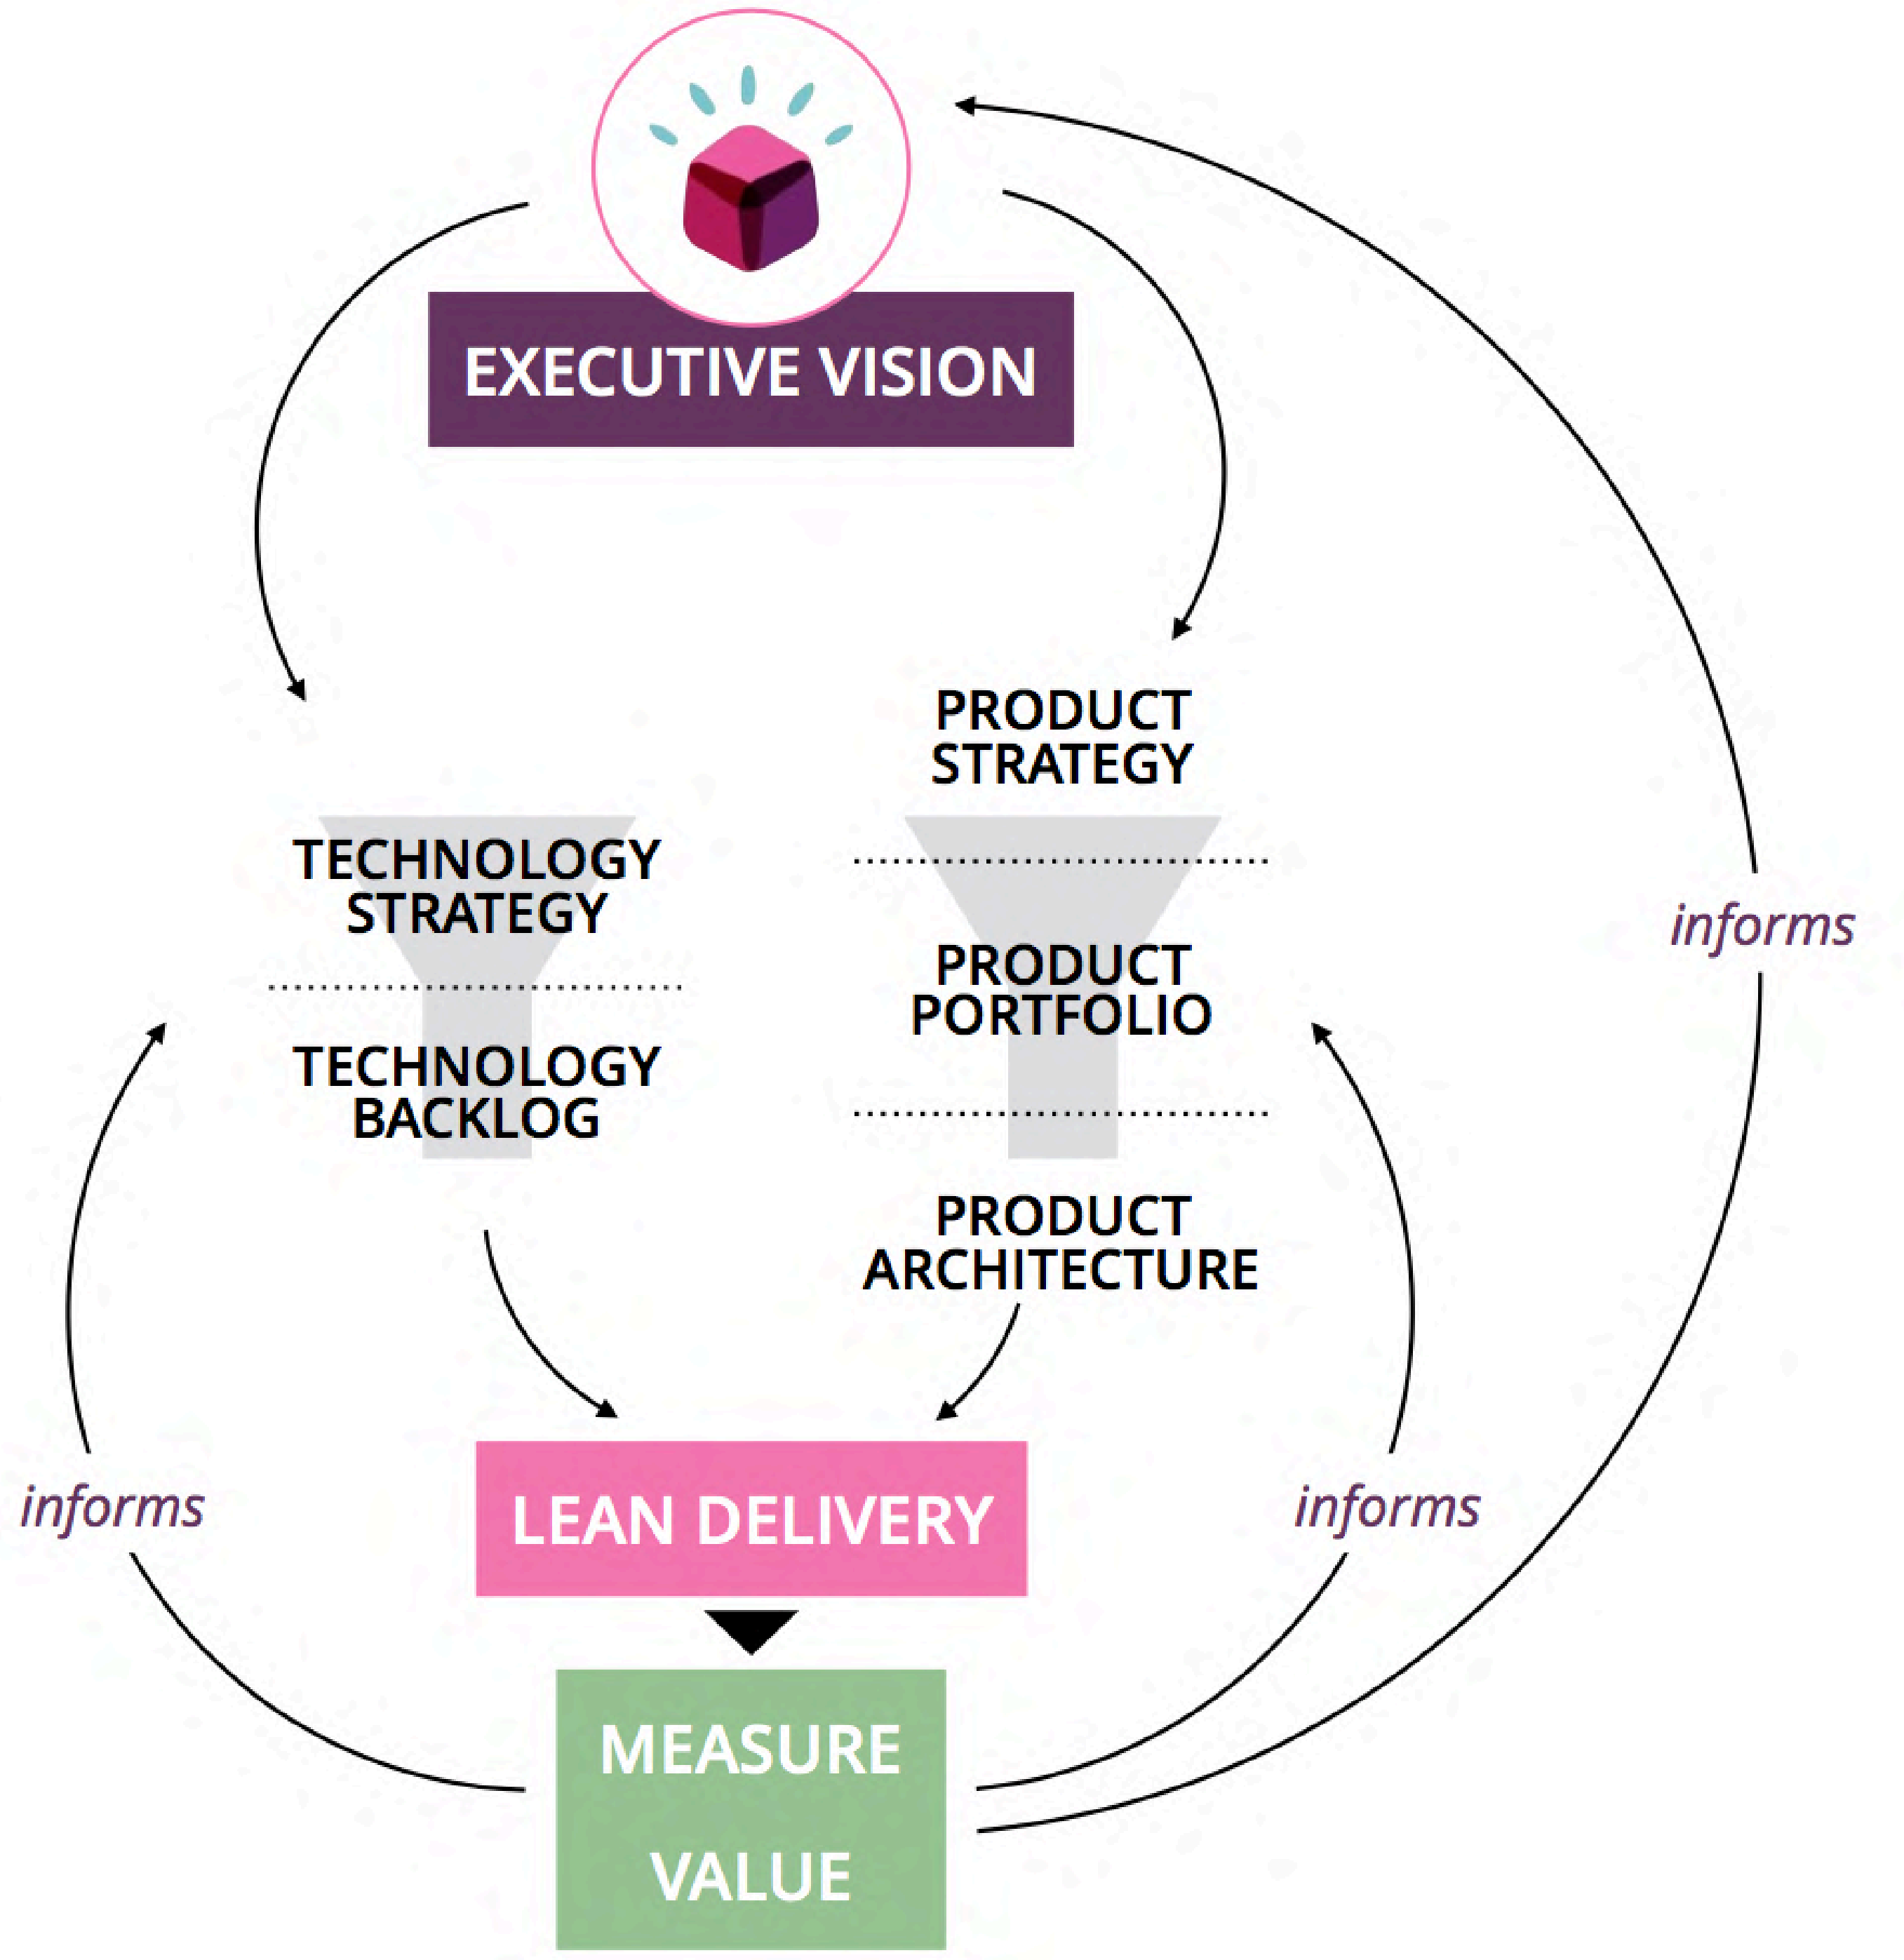 EXECUTIVE VISION
PRODUCT
STRATEGY
TECHNOLOGY
STRATEGY
PRODUCT
PORTFOLIO
TECHNOLOGY
BACKLOG
PRODUCT
ARCHITECTURE
informs
LEAN DELIVERY
informs
informs
MEASURE
VALUE